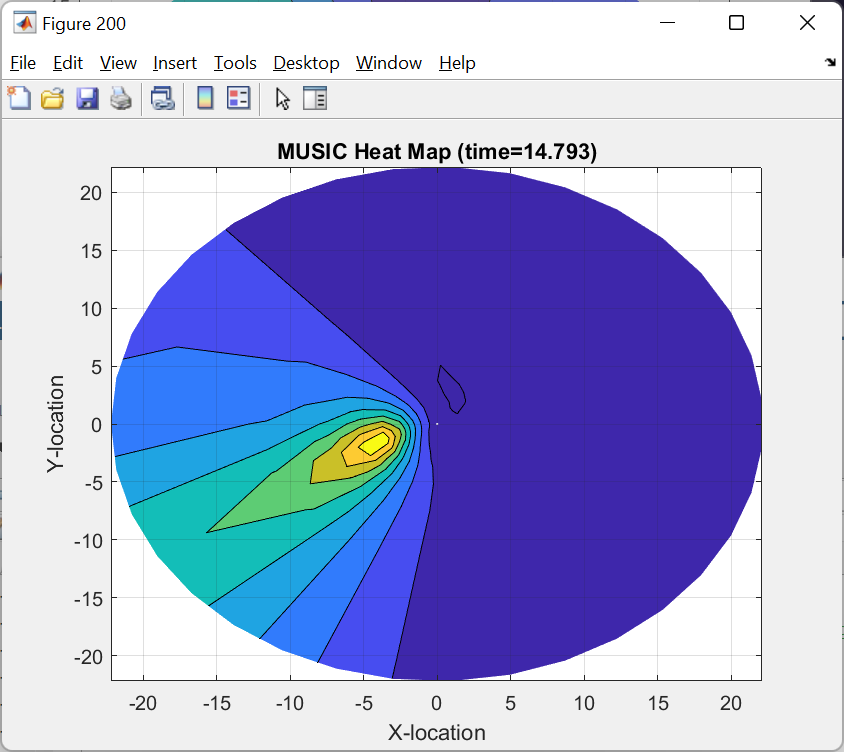 Figure 200
File Edit View Insert Tools Desktop Window Help
MUSIC Heat Map (time=14.793)
20
15
10
5
0
-5
-10
-15
-20
Y-location
-20 -15 -10 -5 0 5 10 15 20
X-location